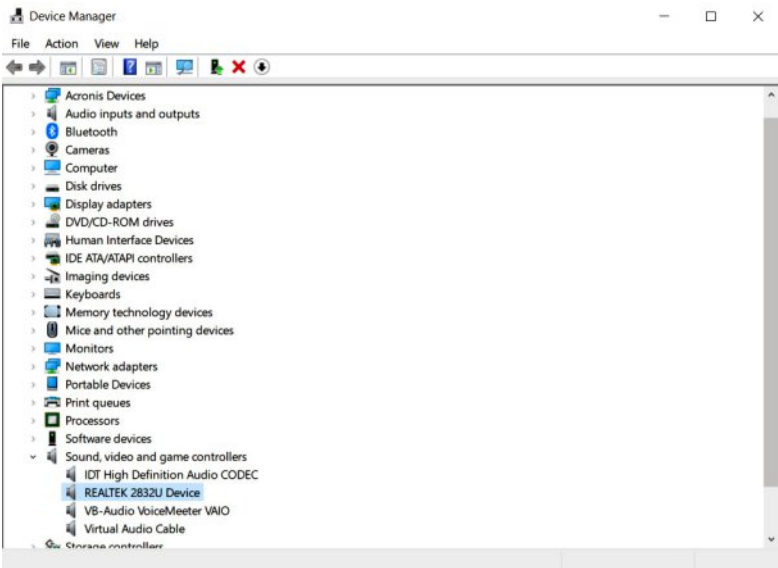 Device Manager
File Action View Help
Acronis Devices
Audio inputs and outputs
Bluetooth
Cameras
Computer
Disk drives
Display adapters
DVD/CD-ROM drives
Human Interface Devices
IDE ATA/ATAPI controllers
Imaging devices
Keyboards
Memory technology devices
Mice and other pointing devices
Monitors
Network adapters
Portable Devices
Print queues
Processors
Software devices
Sound, video and game controllers
IDT High Definition Audio CODEC
REALTEK 2832U Device
VB-Audio VoiceMeeter VAIO
Virtual Audio Cable
Storage controllers